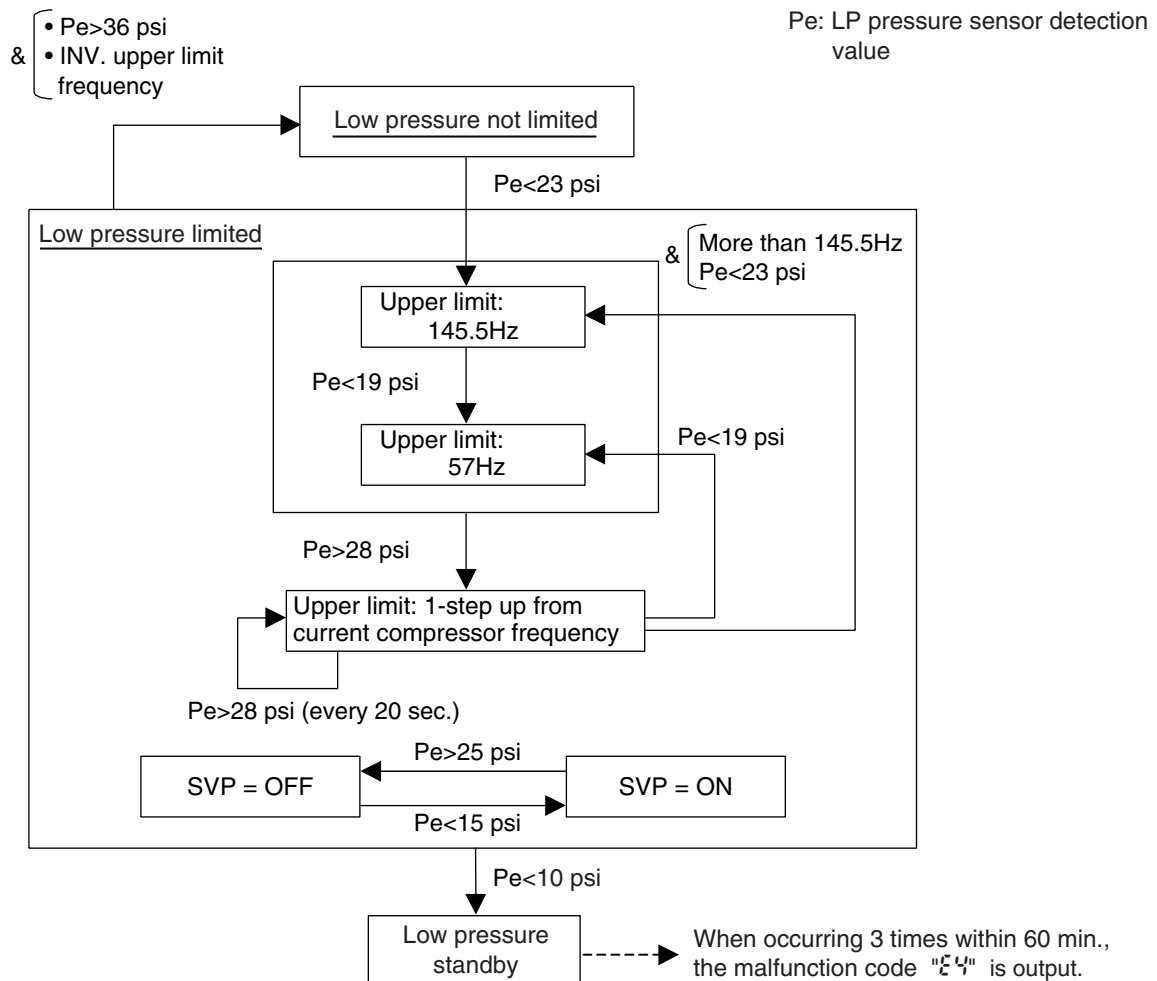 • Pe>36 psi
& • INV. upper limit
frequency
Pe: LP pressure sensor detection
value
Low pressure not limited
Pe<23 psi
Low pressure limited
& More than 145.5Hz
Pe<23 psi
Upper limit:
145.5Hz
Pe<19 psi
Upper limit:
57Hz
Pe<19 psi
Pe>28 psi
Upper limit: 1-step up from
current compressor frequency
Pe>28 psi (every 20 sec.)
Pe>25 psi
SVP = OFF
SVP = ON
Pe<15 psi
Pe<10 psi
Low pressure
standby
When occurring 3 times within 60 min.,
the malfunction code "E4" is output.